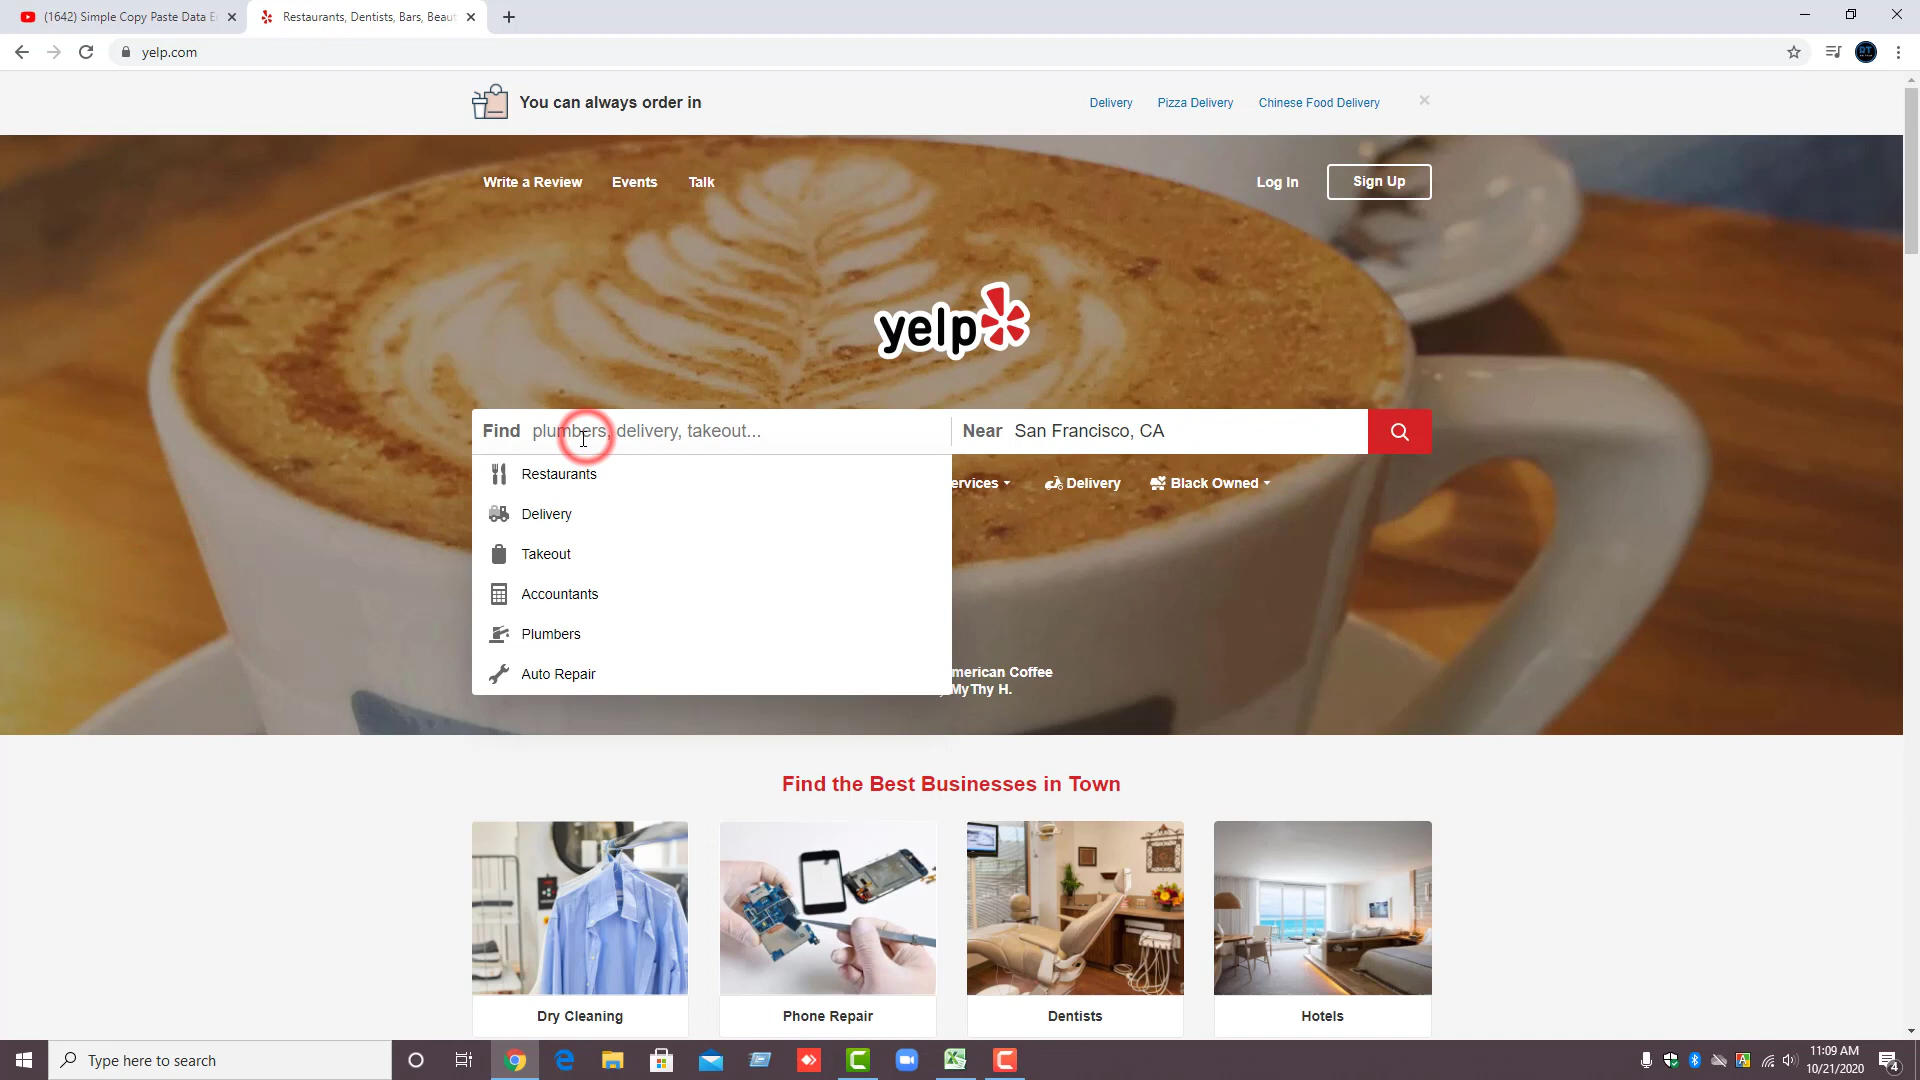 (1642) Simple Copy Paste Data E
Restaurants, Dentists, Bars, Beaut
yelp.com
You can always order in
Delivery
Pizza Delivery
Chinese Food Delivery
Write a Review
Events
Talk
Log In
Sign Up
yelp
Find plumbers, delivery, takeout...
Near San Francisco, CA
Restaurants
Delivery
Takeout
Accountants
Plumbers
Auto Repair
ervices
Delivery
Black Owned
merican Coffee
MyThy H.
Find the Best Businesses in Town
Dry Cleaning
Phone Repair
Dentists
Hotels
Type here to search
11:09 AM
10/21/2020
4